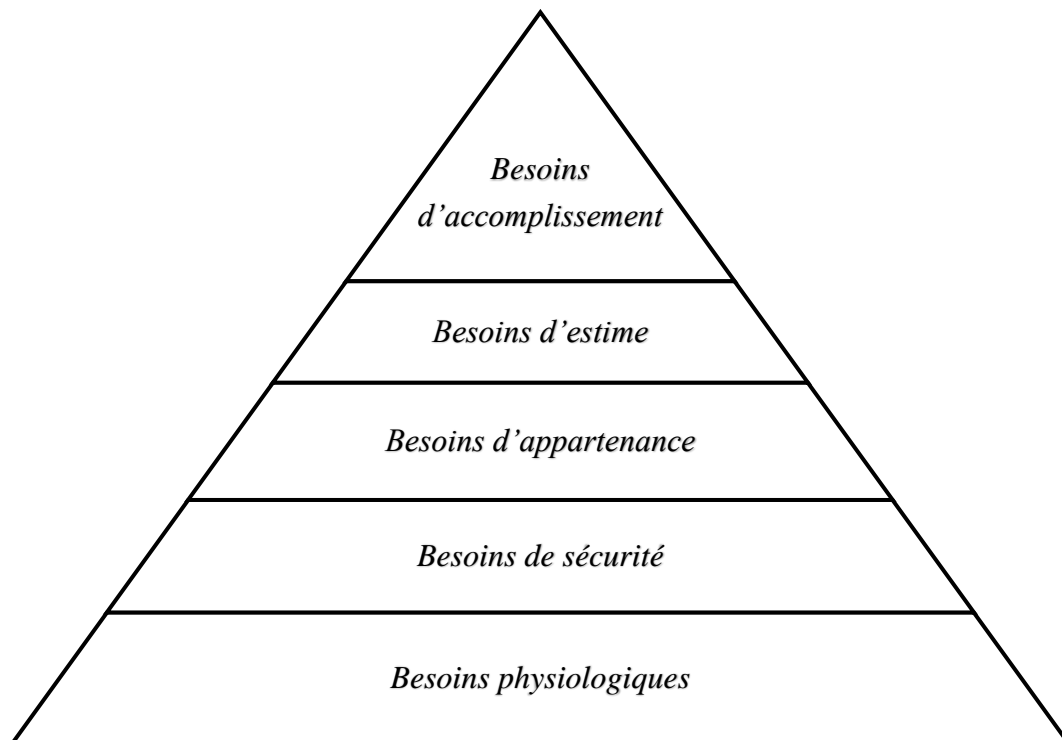 Besoins
d’accomplissement
Besoins d’estime
Besoins d’appartenance
Besoins de sécurité
Besoins physiologiques